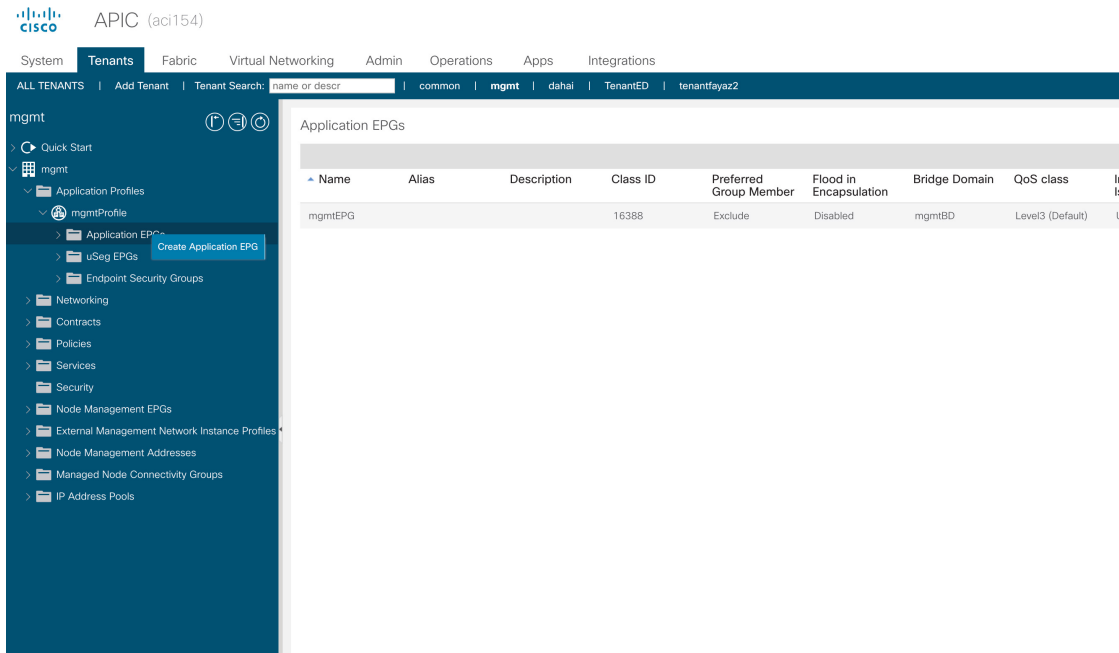 CISCO
APIC (aci154)
System Tenants Fabric Virtual Networking Admin Operations Apps Integrations
ALL TENANTS | Add Tenant | Tenant Search: name or descr | common | mgmt | dahai | TenantED | tenantfayaz2
mgmt
Quick Start
mgmt
Application Profiles
mgmtProfile
Application
Create Application EPG
uSeg EPGs
Endpoint Security Groups
Networking
Contracts
Policies
Services
Security
Node Management EPGs
External Management Network Instance Profiles
Node Management Addresses
Managed Node Connectivity Groups
IP Address Pools
Application EPGs
Name Alias Description Class ID Preferred Group Member Flood in Encapsulation Bridge Domain QoS class
mgmtEPG 16388 Exclude Disabled mgmtBD Level3 (Default)